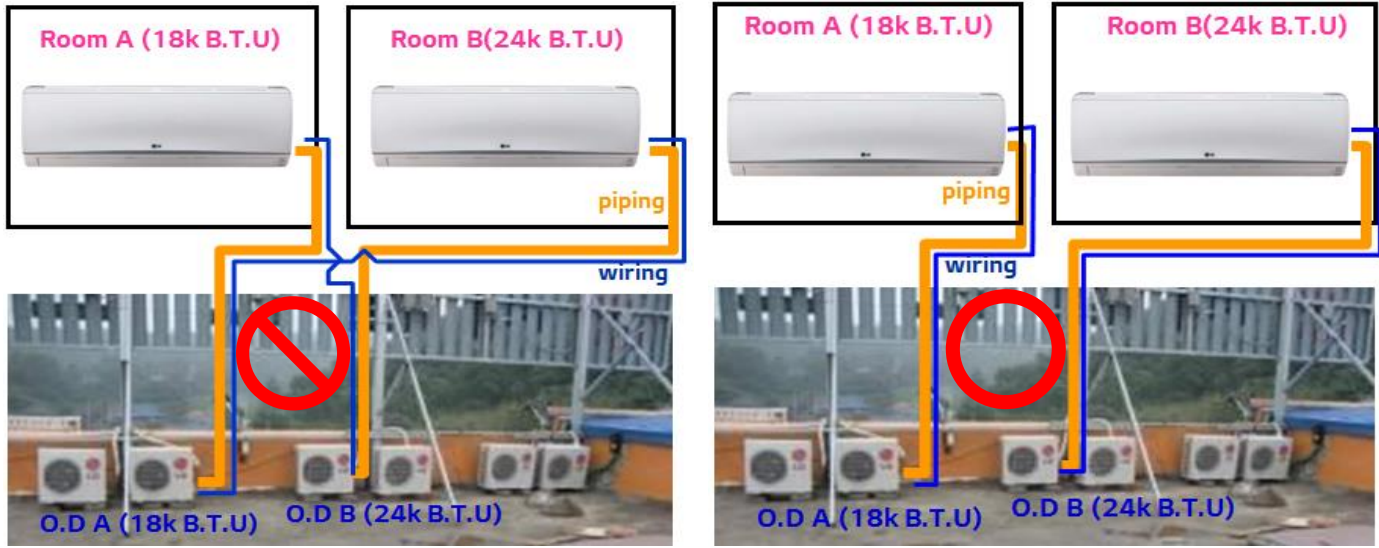 Room A (18k B.T.U)
Room B(24k B.T.U)
piping
wiring
O.D A (18k B.T.U)
O.D B (24k B.T.U)
Room A (18k B.T.U)
Room B(24k B.T.U)
piping
wiring
O.D A (18k B.T.U)
O.D B (24k B.T.U)